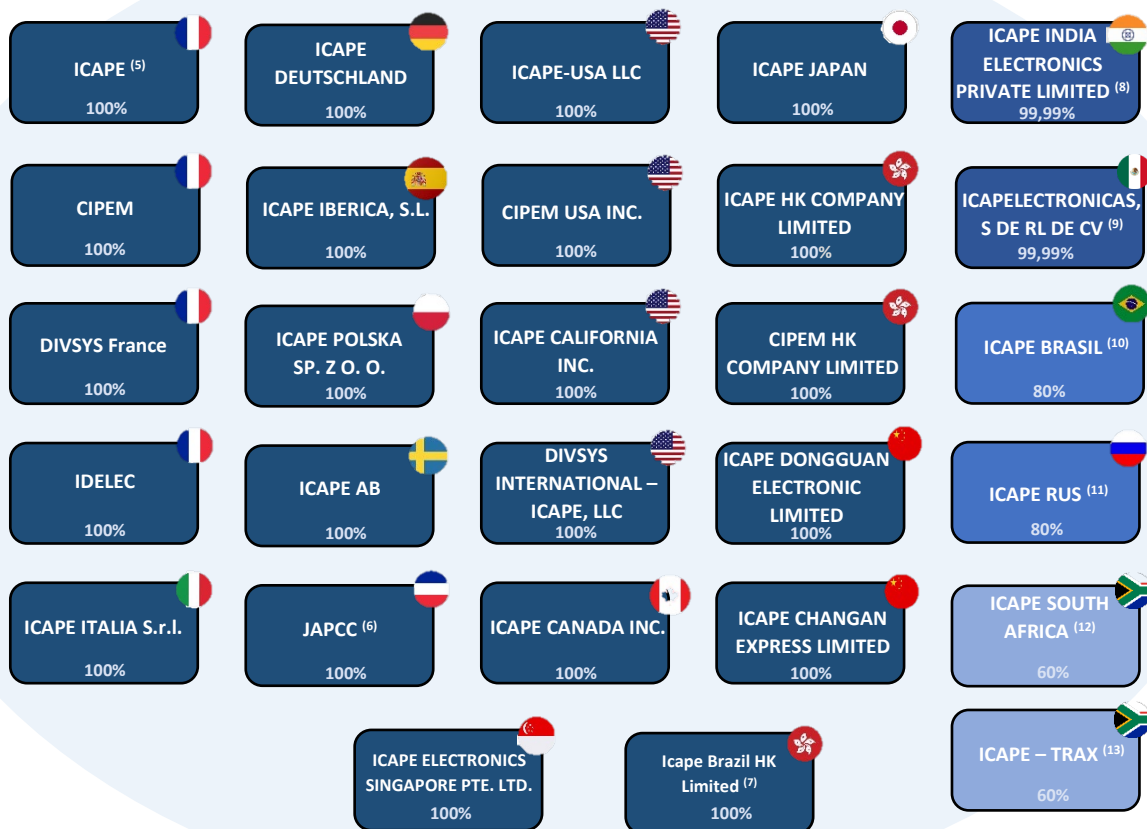 ICAPE (5)
100%
ICAPE
DEUTSCHLAND
100%
ICAPE-USA LLC
100%
ICAPE JAPAN
100%
ICAPE INDIA
ELECTRONICS
PRIVATE LIMITED (8)
99,99%
CIPEM
100%
ICAPE IBERICA, S.L.
100%
CIPEM USA INC.
100%
ICAPE HK COMPANY
LIMITED
100%
ICAPELECTRONICAS,
S DE RL DE CV (9)
99,99%
DIVSYS France
100%
ICAPE POLSKA
SP. Z O. O.
100%
ICAPE CALIFORNIA
INC.
100%
CIPEM HK
COMPANY LIMITED
100%
ICAPE BRASIL (10)
80%
IDELEC
100%
ICAPE AB
100%
DIVSYS
INTERNATIONAL –
ICAPE, LLC
100%
ICAPE DONGGUAN
ELECTRONIC
LIMITED
100%
ICAPE RUS (11)
80%
ICAPE ITALIA S.r.l.
100%
JAPCC (6)
100%
ICAPE CANADA INC.
100%
ICAPE CHANGAN
EXPRESS LIMITED
100%
ICAPE SOUTH
AFRICA (12)
60%
ICAPE ELECTRONICS
SINGAPORE PTE. LTD.
100%
Icape Brazil HK
Limited (7)
100%
ICAPE – TRAX (13)
60%